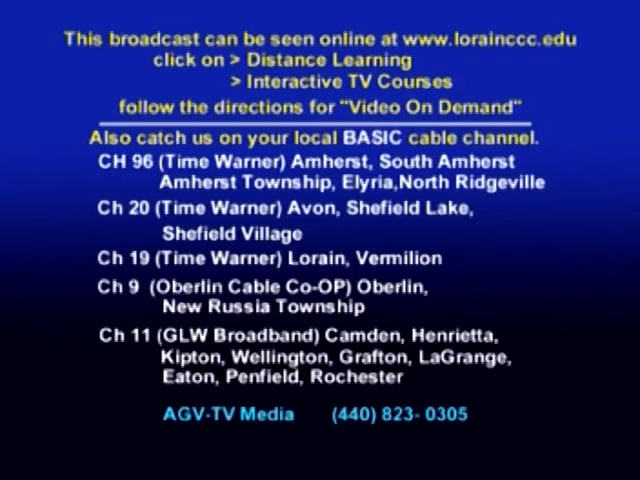 This broadcast can be seen online at www.lorainccc.edu
click on > Distance Learning
> Interactive TV Courses
follow the directions for "Video On Demand"
Also catch us on your local BASIC cable channel.
CH 96 (Time Warner) Amherst, South Amherst
Amherst Township, Elyria,North Ridgeville
Ch 20 (Time Warner) Avon, Shefield Lake,
Shefield Village
Ch 19 (Time Warner) Lorain, Vermilion
Ch 9 (Oberlin Cable Co-OP) Oberlin,
New Russia Township
Ch 11 (GLW Broadband) Camden, Henrietta,
Kipton, Wellington, Grafton, LaGrange,
Eaton, Penfield, Rochester
AGV-TV Media (440) 823- 0305